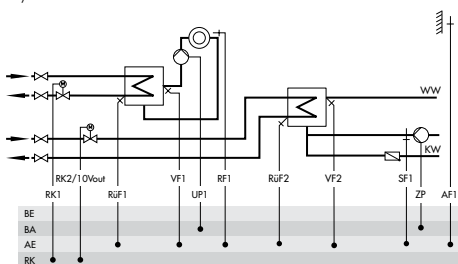 WW
KW
RK2/10Vout VF1 RF1 RüF2 VF2 SF1
RK1 RüF1 UP1 ZP AF1
BE
BA
AE
RK